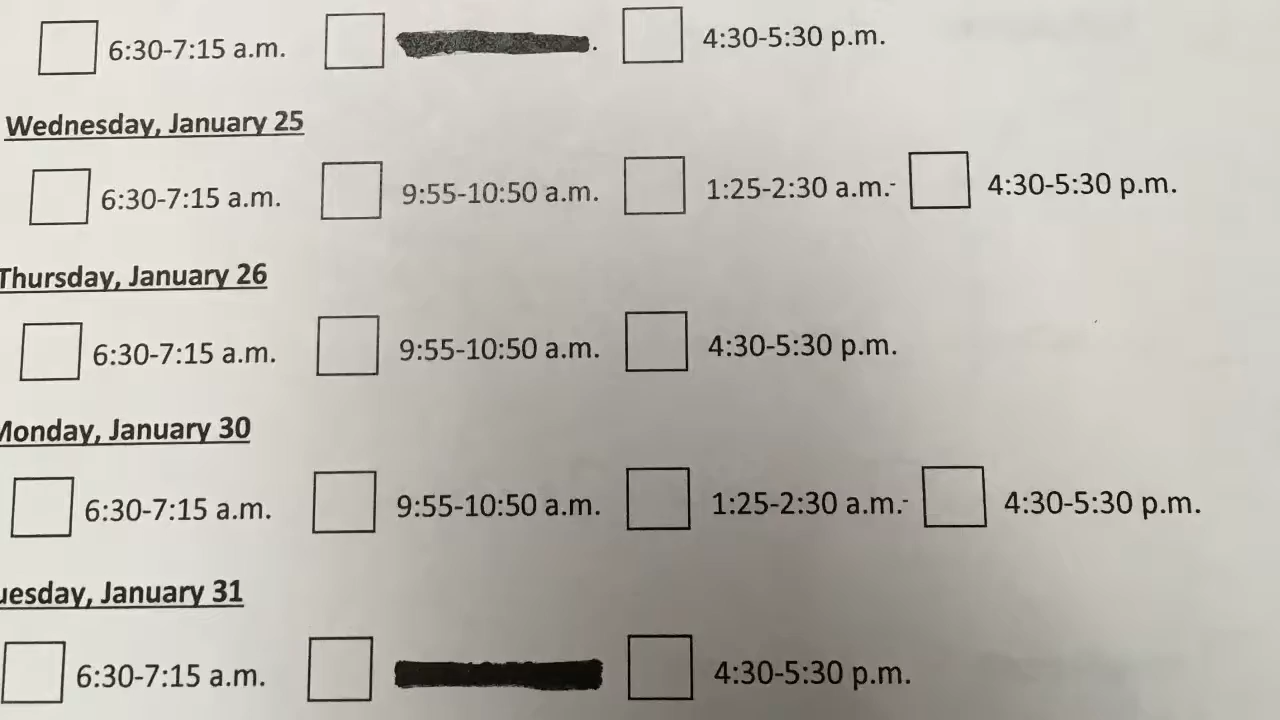 6:30-7:15 a.m. . 4:30-5:30 p.m.
Wednesday, January 25
6:30-7:15 a.m. 9:55-10:50 a.m. 1:25-2:30 a.m.- 4:30-5:30 p.m.
Thursday, January 26
6:30-7:15 a.m. 9:55-10:50 a.m. 4:30-5:30 p.m.
Monday, January 30
6:30-7:15 a.m. 9:55-10:50 a.m. 1:25-2:30 a.m.- 4:30-5:30 p.m.
uesday, January 31
6:30-7:15 a.m. 4:30-5:30 p.m.